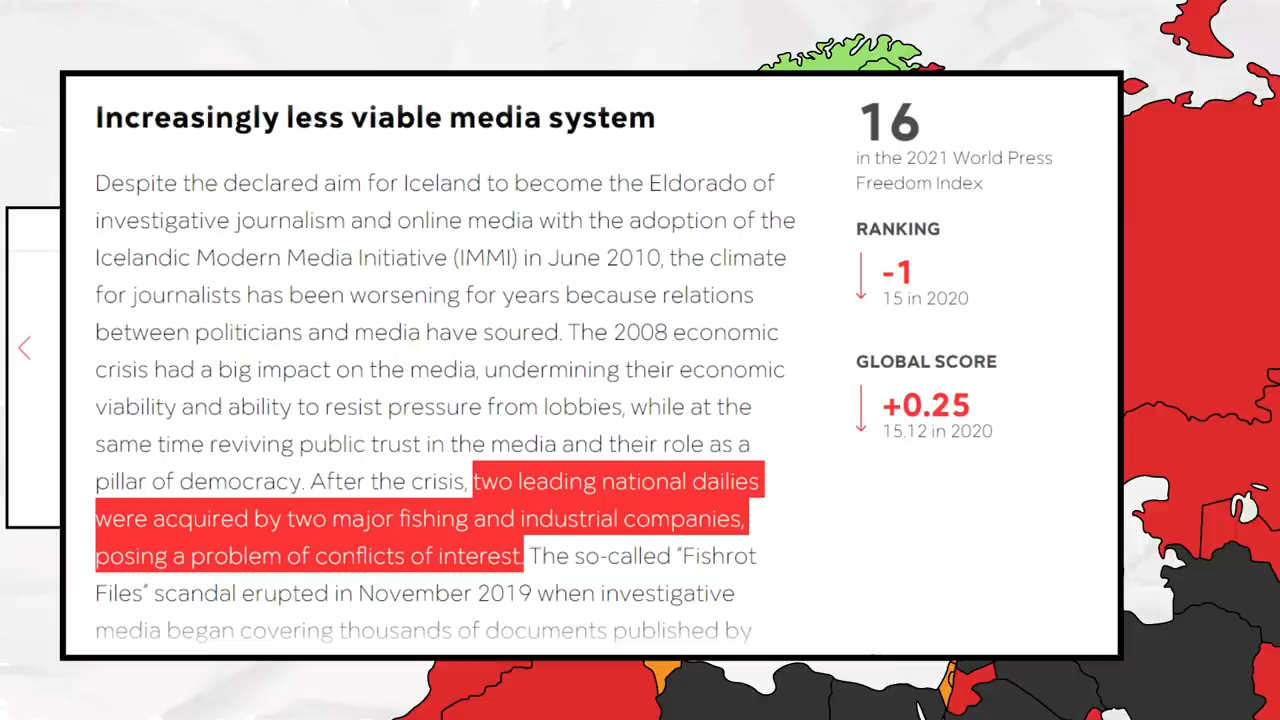 Increasingly less viable media system
Despite the declared aim for Iceland to become the Eldorado of
investigative journalism and online media with the adoption of the
Icelandic Modern Media Initiative (IMMI) in June 2010, the climate
for journalists has been worsening for years because relations
between politicians and media have soured. The 2008 economic
crisis had a big impact on the media, undermining their economic
viability and ability to resist pressure from lobbies, while at the
same time reviving public trust in the media and their role as a
pillar of democracy. After the crisis, two leading national dailies
were acquired by two major fishing and industrial companies,
posing a problem of conflicts of interest. The so-called “Fishrot
Files” scandal erupted in November 2019 when investigative
media began covering thousands of documents published by
16
in the 2021 World Press
Freedom Index
RANKING
-1
15 in 2020
GLOBAL SCORE
+0.25
15.12 in 2020